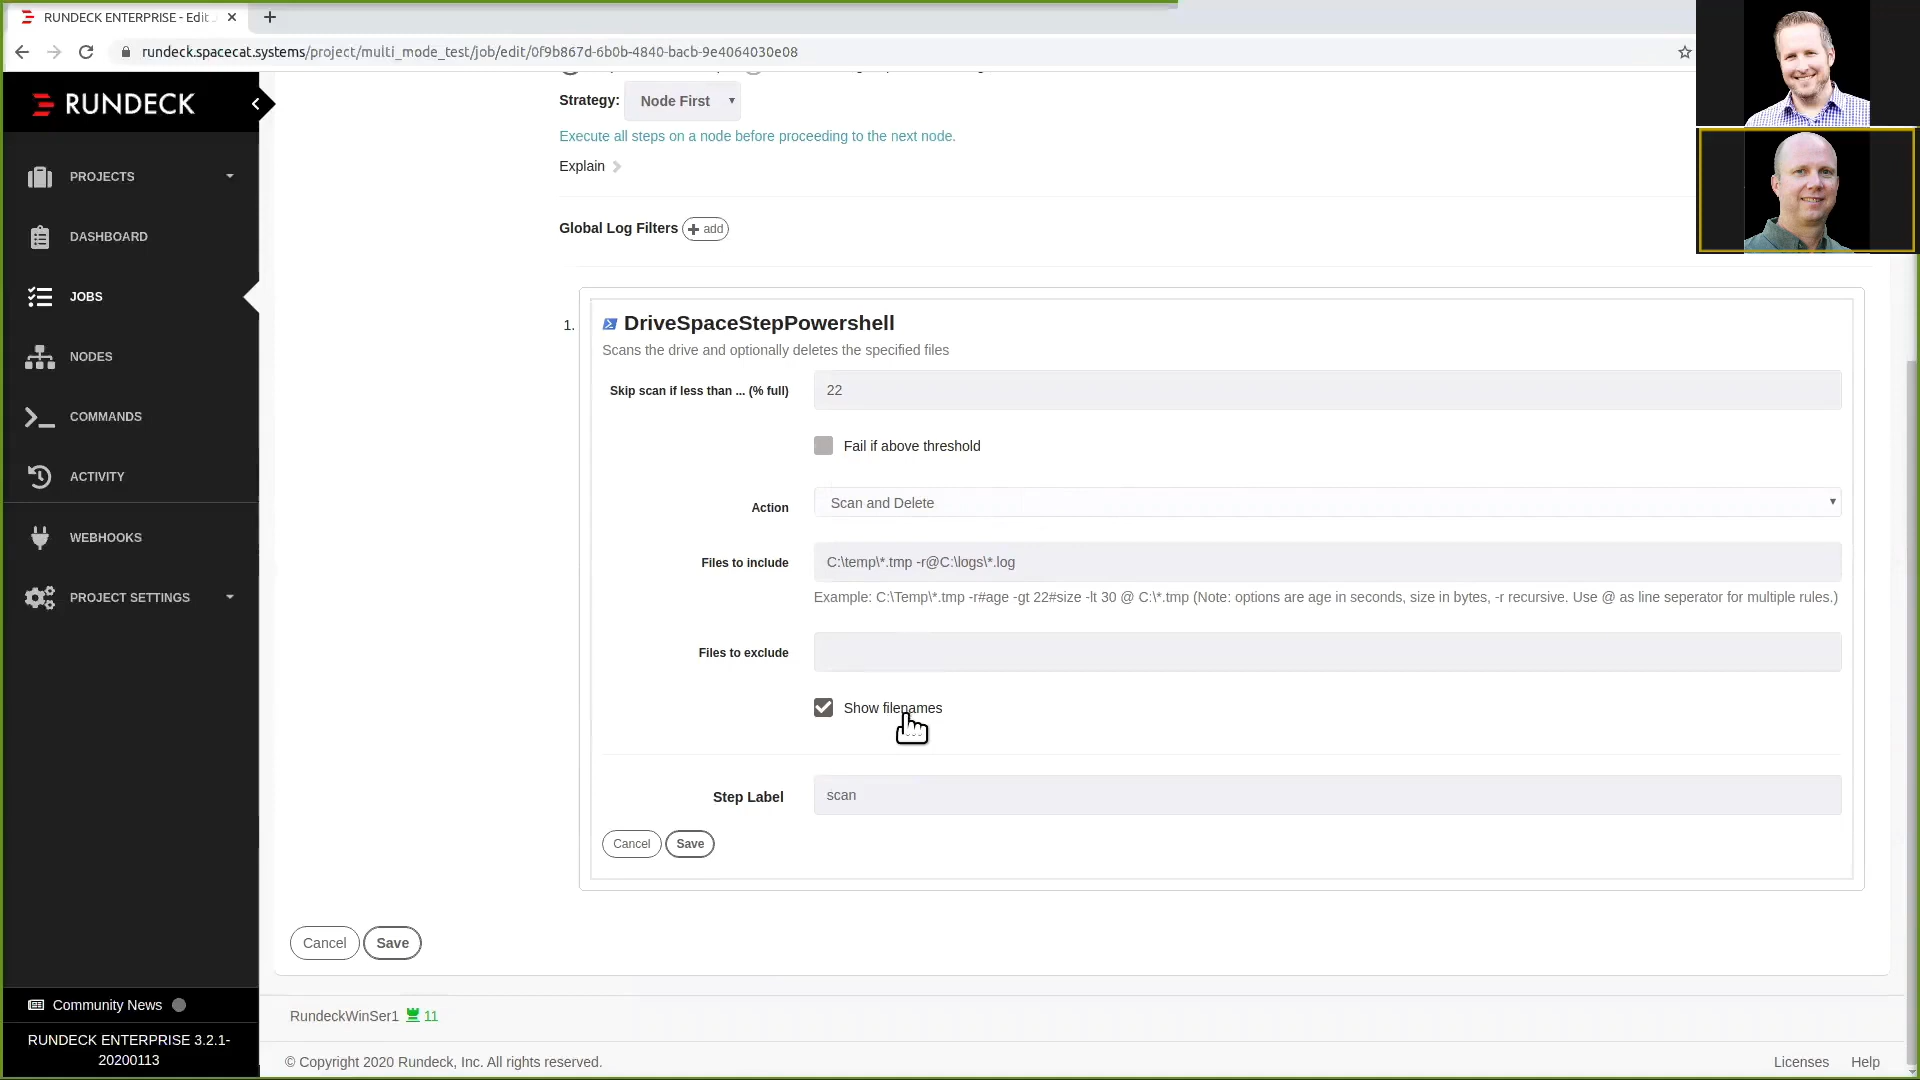 RUNDECK ENTERPRISE - Edit
rundeck.spacecat.systems/project/multi_mode_test/job/edit/0f9b867d-6b0b-4840-bacb-9e4064030e08
RUNDECK
PROJECTS
DASHBOARD
JOBS
NODES
COMMANDS
ACTIVITY
WEBHOOKS
PROJECT SETTINGS
Community News
RUNDECK ENTERPRISE 3.2.1-
20200113
Strategy: Node First
Execute all steps on a node before proceeding to the next node.
Explain
Global Log Filters add
1. DriveSpaceStepPowershell
Scans the drive and optionally deletes the specified files
Skip scan if less than ... (% full) 22
Fail if above threshold
Action Scan and Delete
Files to include C:\temp\*.tmp -r@C:\logs\*.log
Example: C:\Temp\*.tmp -r#age -gt 22#size -lt 30 @ C:\*.tmp (Note: options are age in seconds, size in bytes, -r recursive. Use @ as line seperator for multiple rules.)
Files to exclude
Show filenames
Step Label scan
Cancel Save
Cancel Save
RundeckWinSer1 11
© Copyright 2020 Rundeck, Inc. All rights reserved.
Licenses Help